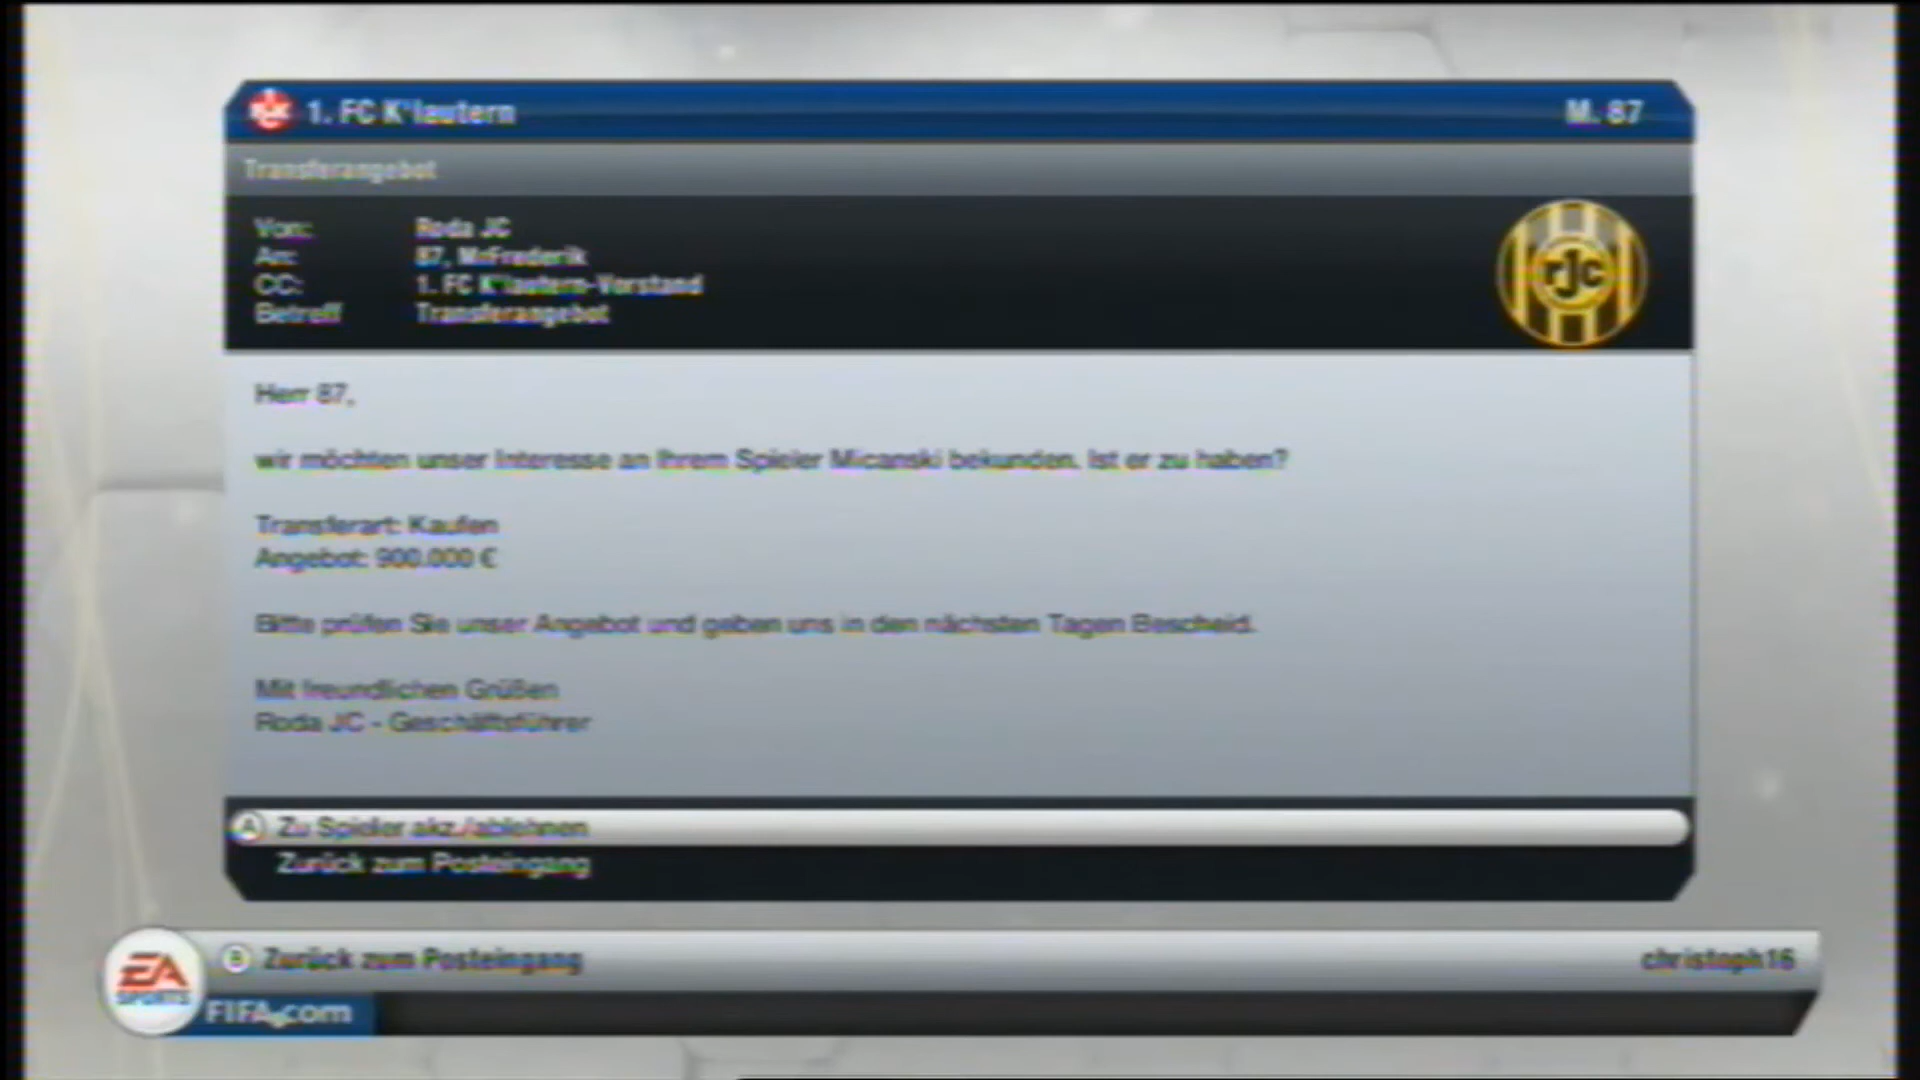 1. FC K'lautern
M. 87
Transferangebot
Von: Roda JC
An: 87, MrFrederik
CC: 1. FC K'lautern-Vorstand
Betreff Transferangebot
rJc
Herr 87,
wir möchten unser Interesse an Ihrem Spieler Micanski bekunden. Ist er zu haben?
Transferart: Kaufen
Angebot: 900.000 €
Bitte prüfen Sie unser Angebot und geben uns in den nächsten Tagen Bescheid.
Mit freundlichen Grüßen
Roda JC - Geschäftsführer
A Zu Spieler akz./ablehnen
Zurück zum Posteingang
B Zurück zum Posteingang
christoph16
EA
SPORTS
FIFA.com